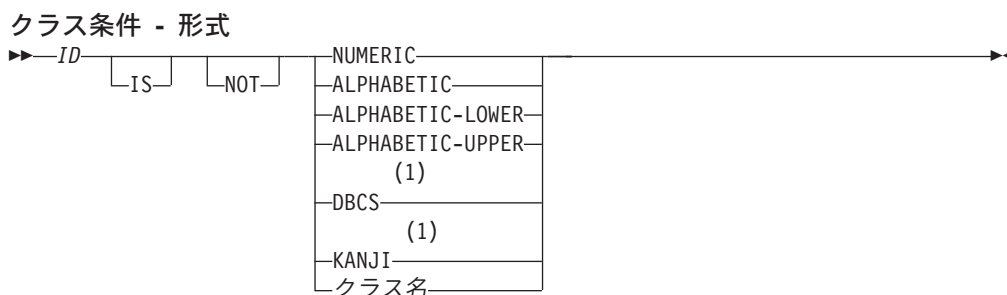 クラス条件 - 形式
ID IS NOT NUMERIC
ALPHABETIC
ALPHABETIC-LOWER
ALPHABETIC-UPPER
(1)
DBCS
(1)
KANJI
クラス名